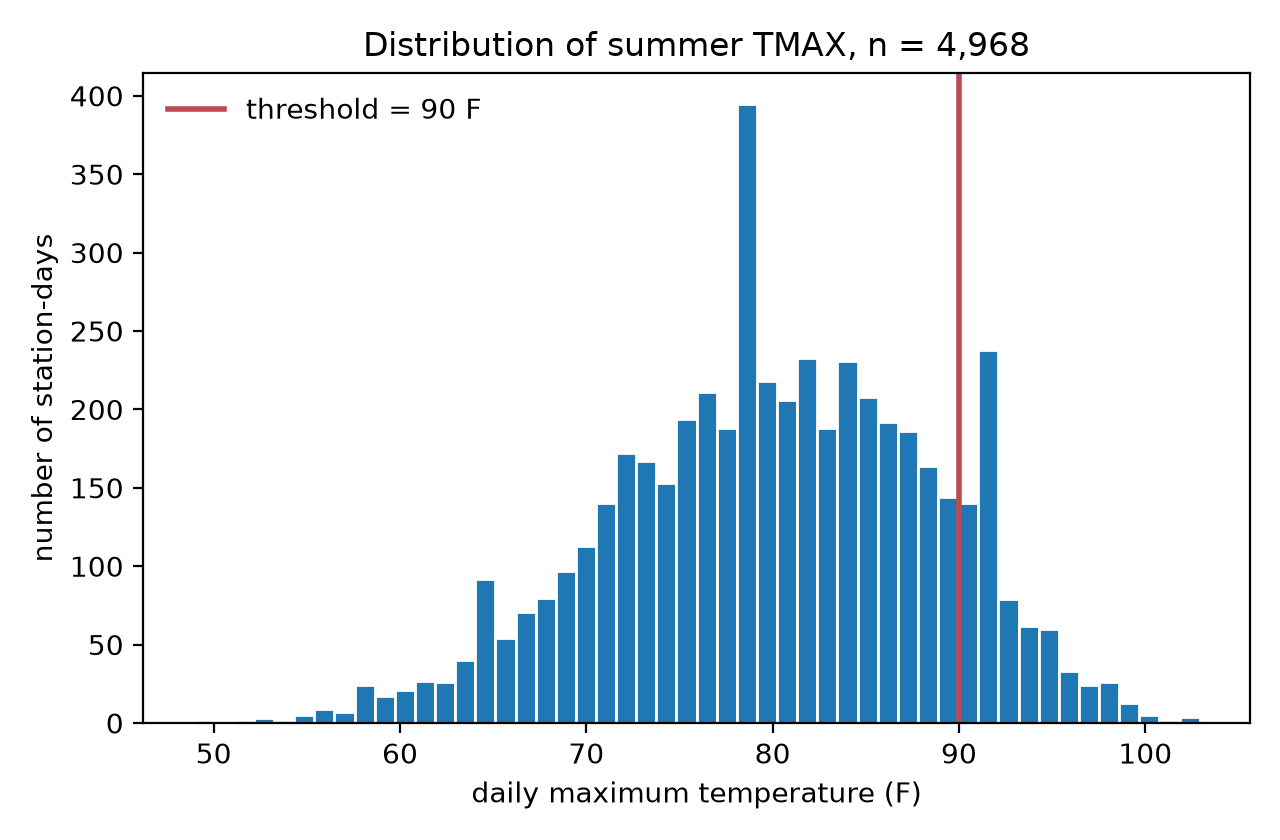 Distribution of summer TMAX, n = 4,968
threshold = 90 F
number of station-days
400
350
300
250
200
150
100
50
0
50 60 70 80 90 100
daily maximum temperature (F)